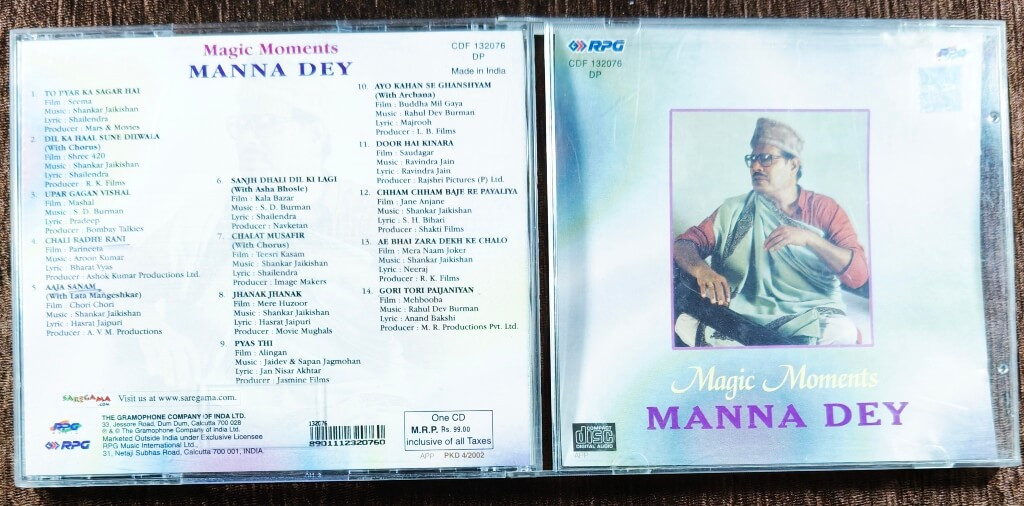 Magic Moments
MANNA DEY
CDF 132076
DP
Made in India
1. TO PYAR KA SAGAR HAI
Film : Seema
Music : Shankar Jaikishan
Lyric : Shailendra
Producer : Mars & Movies
2. DIL KA HAAL SUNE DILWALA
(With Chorus)
Film : Shree 420
Music : Shankar Jaikishan
Lyric : Shailendra
Producer : R. K. Films
3. UPAR GAGAN VISHAL
Film : Mashal
Music : S. D. Burman
Lyric : Pradeep
Producer : Bombay Talkies
4. CHALI RADHE RANI
Film : Parineeta
Music : Aroon Kumar
Lyric : Bharat Vyas
Producer : Ashok Kumar Productions Ltd.
5. AAJA SANAM
(With Lata Mangeshkar)
Film : Chori Chori
Music : Shankar Jaikishan
Lyric : Hasrat Jaipuri
Producer : A. V. M. Productions
6. SANJH DHALI DIL KI LAGI
(With Asha Bhosle)
Film : Kala Bazar
Music : S. D. Burman
Lyric : Shailendra
Producer : Navketan
7. CHALAT MUSAFIR
(With Chorus)
Film : Teesri Kasam
Music : Shankar Jaikishan
Lyric : Shailendra
Producer : Image Makers
8. JHANAK JHANAK
Film : Mere Huzoor
Music : Shankar Jaikishan
Lyric : Hasrat Jaipuri
Producer : Movie Mughals
9. PYAS THI
Film : Alingan
Music : Jaidev & Sapan Jagmohan
Lyric : Jan Nisar Akhtar
Producer : Jasmine Films
10. AYO KAHAN SE GHANSHYAM
(With Archana)
Film : Buddha Mil Gaya
Music : Rahul Dev Burman
Lyric : Majrooh
Producer : L. B. Films
11. DOOR HAI KINARA
Film : Saudagar
Music : Ravindra Jain
Lyric : Ravindra Jain
Producer : Rajshri Pictures (P) Ltd.
12. CHHAM CHHAM BAJE RE PAYALIYA
Film : Jane Anjane
Music : Shankar Jaikishan
Lyric : S. H. Bihari
Producer : Shakti Films
13. AE BHAI ZARA DEKH KE CHALO
Film : Mera Naam Joker
Music : Shankar Jaikishan
Lyric : Neeraj
Producer : R. K. Films
14. GORI TORI PAIJANIYAN
Film : Mehbooba
Music : Rahul Dev Burman
Lyric : Anand Bakshi
Producer : M. R. Productions Pvt. Ltd.
SAREGAMA.COM Visit us at www.saregama.com.
THE GRAMOPHONE COMPANY OF INDIA LTD.
33, Jessore Road, Dum Dum, Calcutta 700 028
℗ & © The Gramophone Company of India Ltd.
Marketed Outside India under Exclusive Licensee
RPG Music International Ltd.,
31, Netaji Subhas Road, Calcutta 700 001, INDIA.
RPG
RPG
132076
8901112320760
One CD
M.R.P. Rs. 99.00
inclusive of all Taxes
APP PKD 4/2002
RPG
CDF 132076
DP
Magic Moments
MANNA DEY
COMPACT
disc
DIGITAL AUDIO
APP